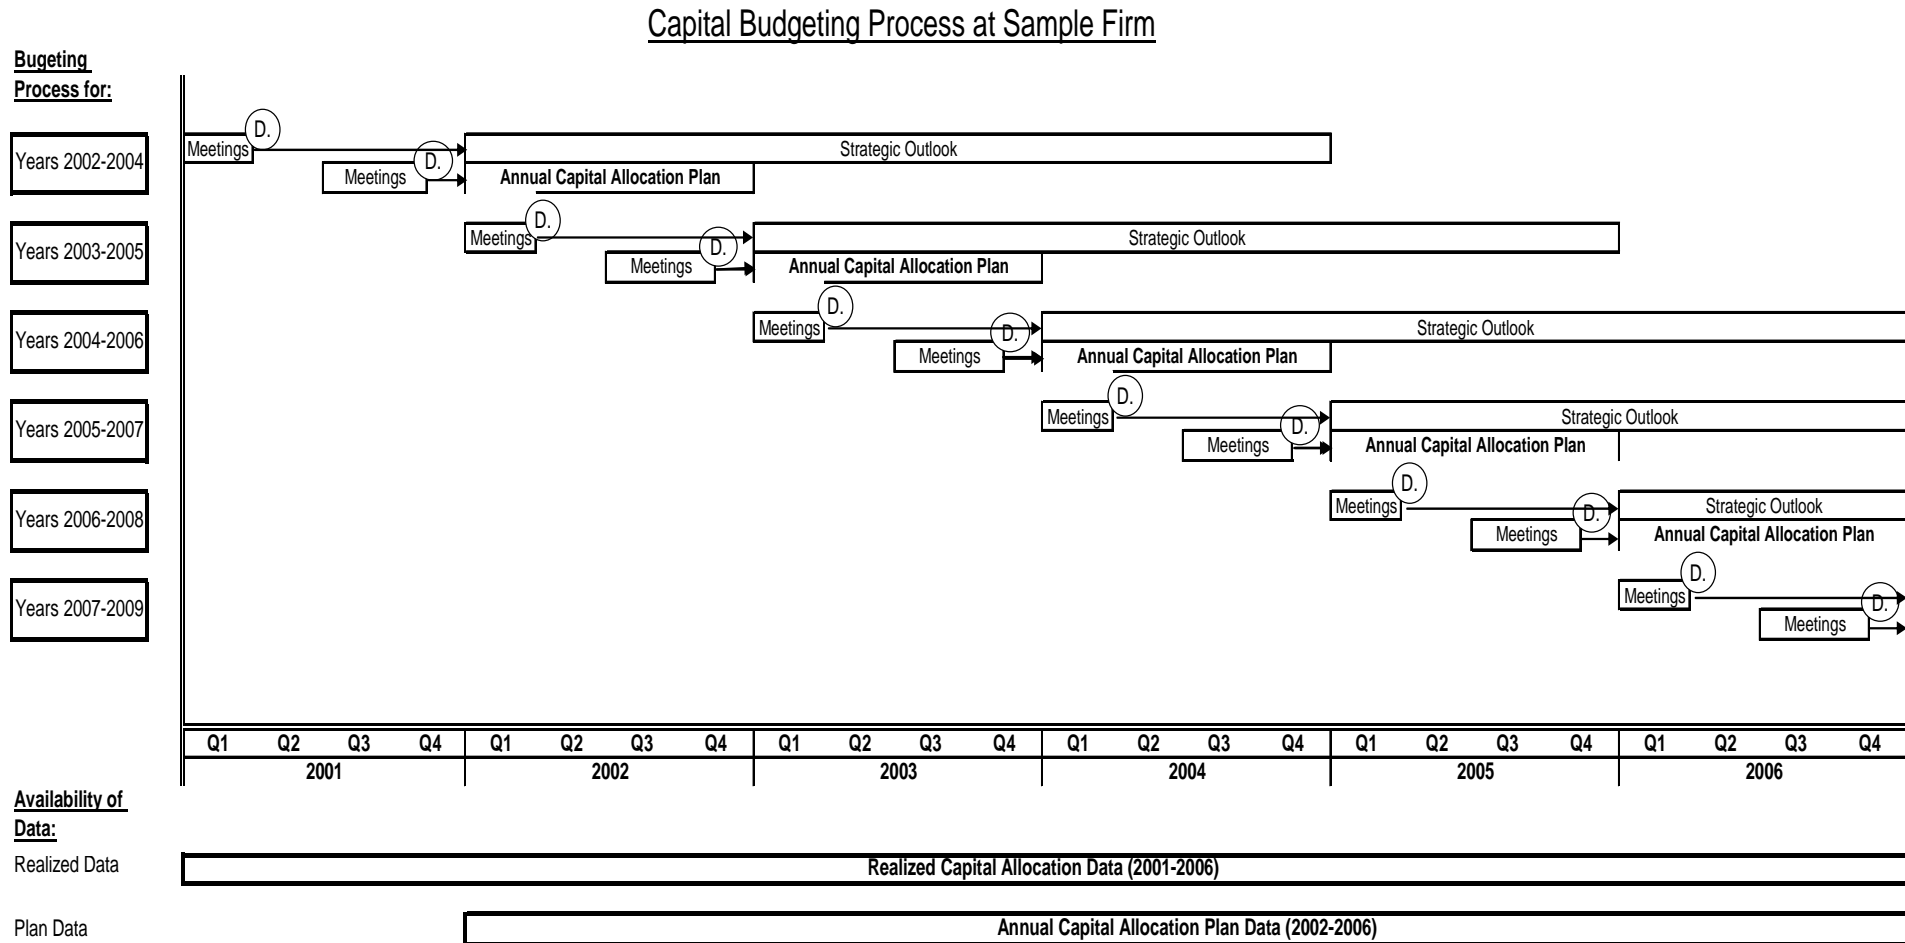 Capital Budgeting Process at Sample Firm
Bugeting
Process for:
Years 2002-2004
Meetings
D.
Strategic Outlook
Meetings
D.
Annual Capital Allocation Plan
Years 2003-2005
Meetings
D.
Strategic Outlook
Meetings
D.
Annual Capital Allocation Plan
Years 2004-2006
Meetings
D.
Strategic Outlook
Meetings
D.
Annual Capital Allocation Plan
Years 2005-2007
Meetings
D.
Strategic Outlook
Meetings
D.
Annual Capital Allocation Plan
Years 2006-2008
Meetings
D.
Strategic Outlook
Meetings
D.
Annual Capital Allocation Plan
Years 2007-2009
Meetings
D.
Meetings
D.
Q1 Q2 Q3 Q4 Q1 Q2 Q3 Q4 Q1 Q2 Q3 Q4 Q1 Q2 Q3 Q4 Q1 Q2 Q3 Q4 Q1 Q2 Q3 Q4
2001 2002 2003 2004 2005 2006
Availability of
Data:
Realized Data
Realized Capital Allocation Data (2001-2006)
Plan Data
Annual Capital Allocation Plan Data (2002-2006)